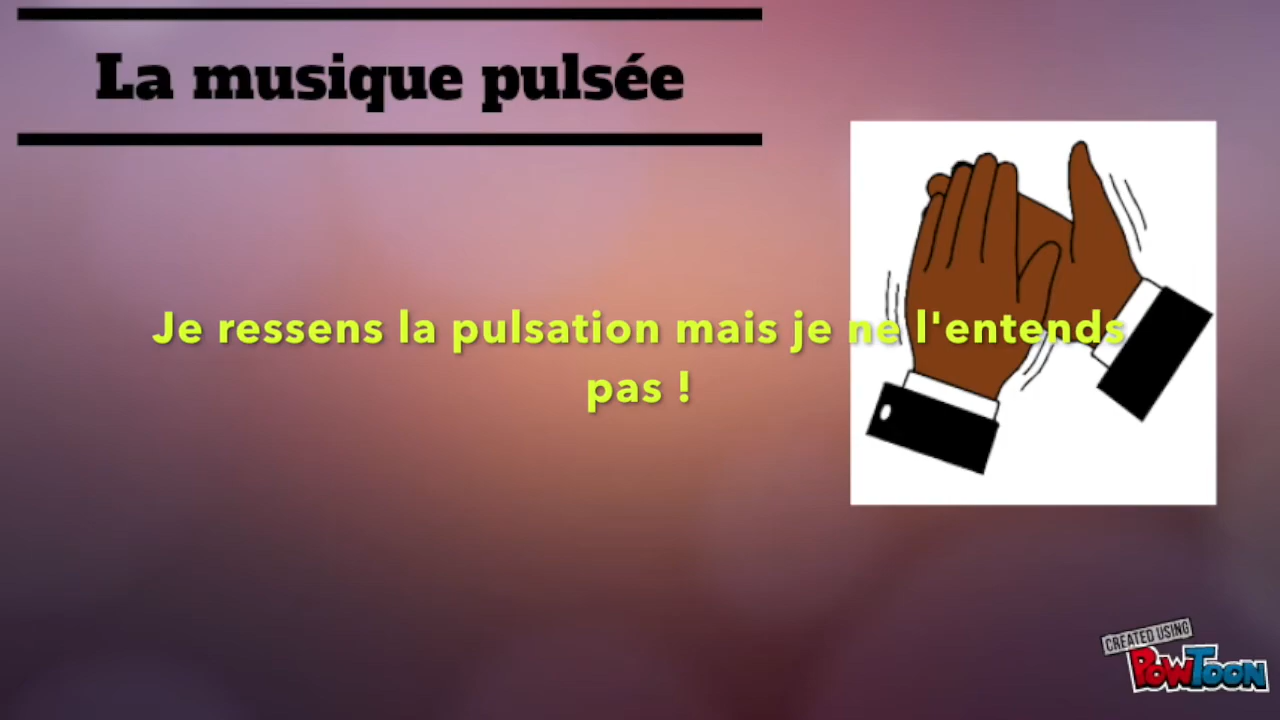 La musique pulsée
Je ressens la pulsation mais je ne l'entends
pas !
CREATED USING
POWTOON